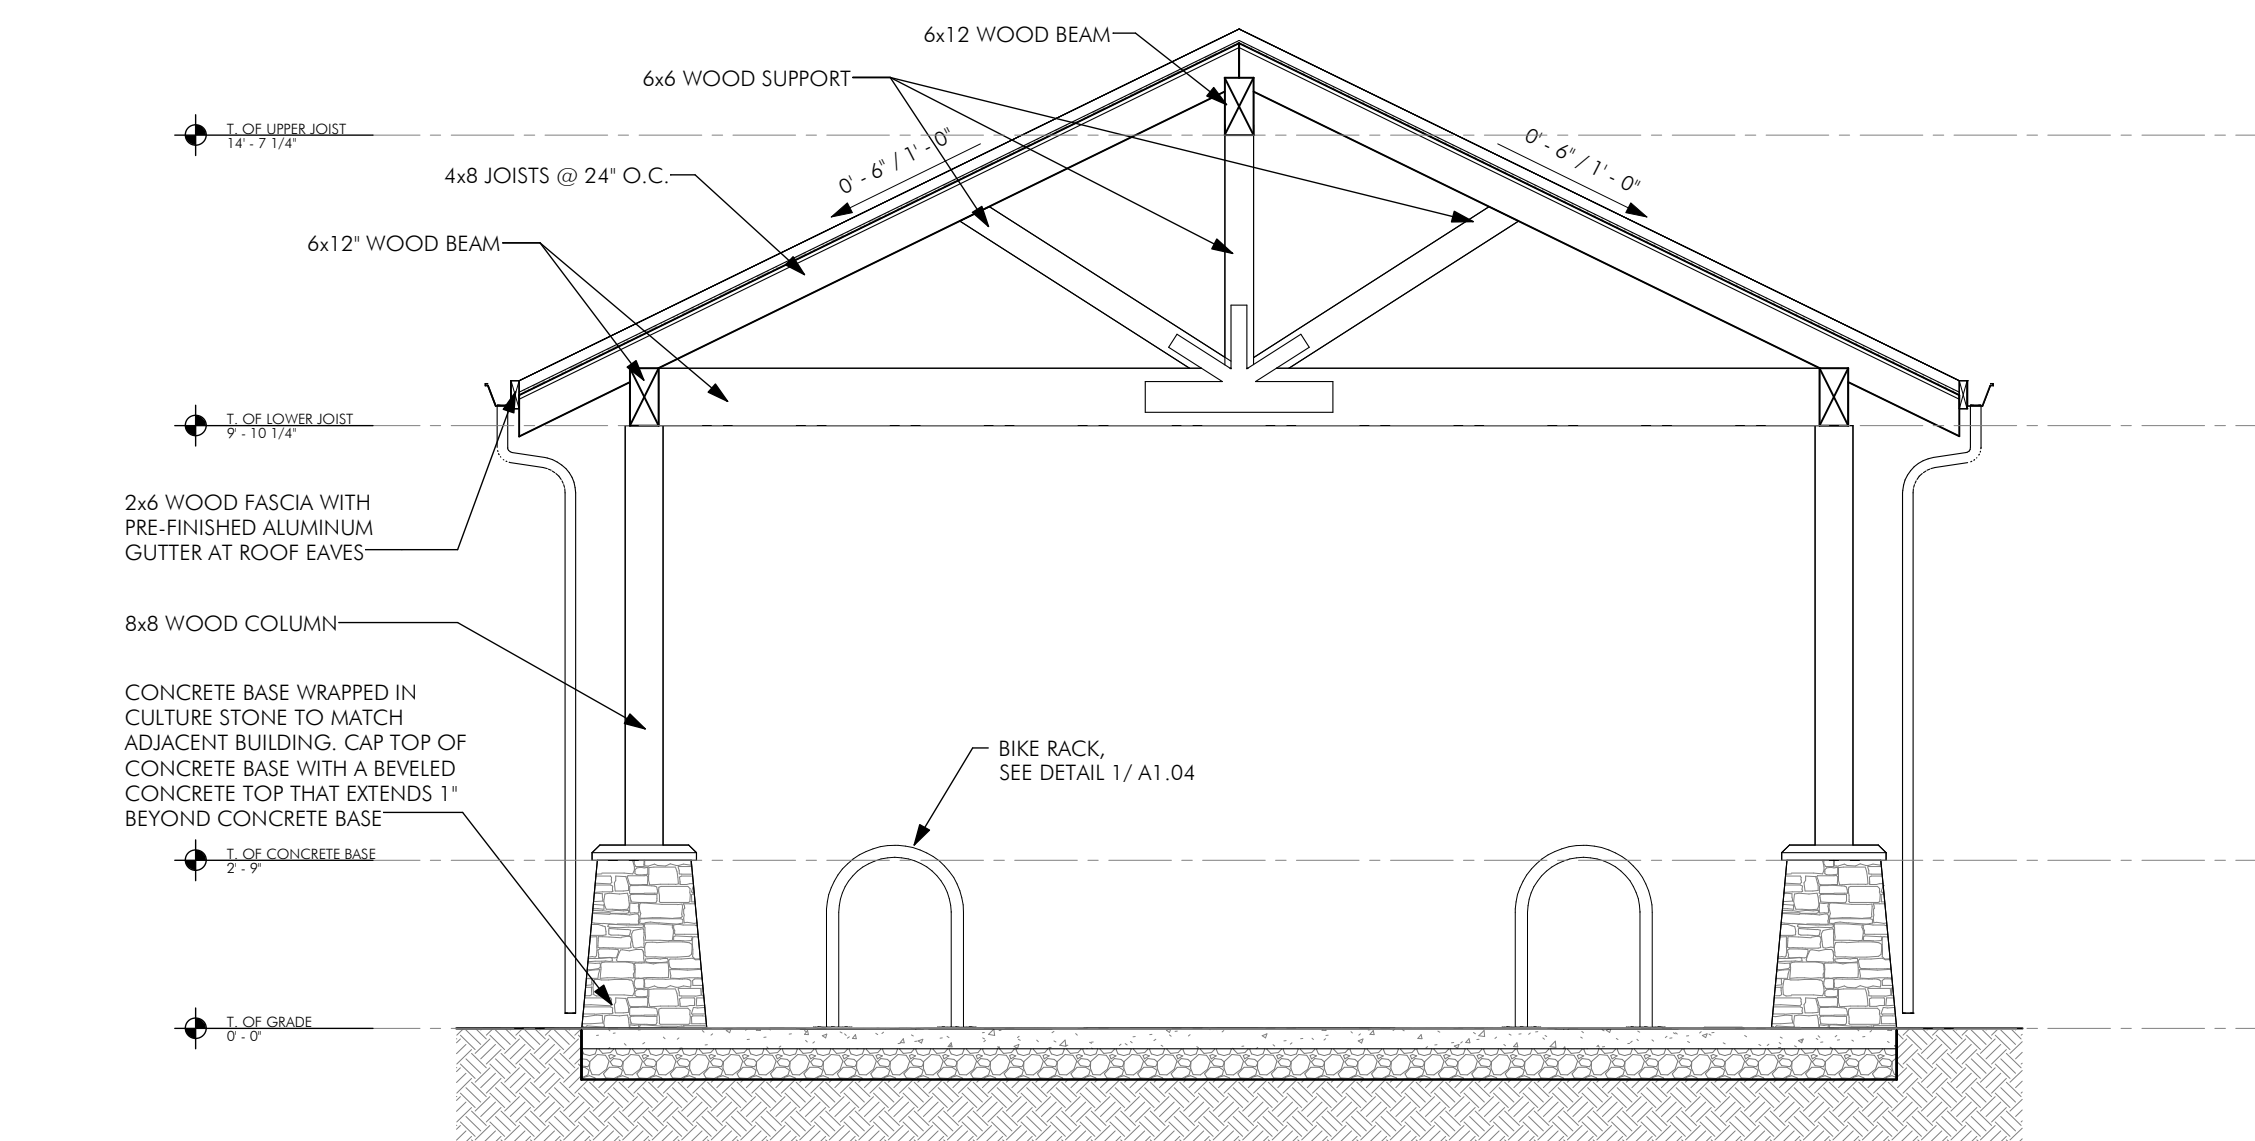 6x12 WOOD BEAM
6x6 WOOD SUPPORT
T. OF UPPER JOIST
14' - 7 1/4"
0' - 6" / 1' - 0"
0' - 6" / 1' - 0"
4x8 JOISTS @ 24" O.C.
6x12" WOOD BEAM
T. OF LOWER JOIST
9' - 10 1/4"
2x6 WOOD FASCIA WITH
PRE-FINISHED ALUMINUM
GUTTER AT ROOF EAVES
8x8 WOOD COLUMN
CONCRETE BASE WRAPPED IN
CULTURE STONE TO MATCH
ADJACENT BUILDING. CAP TOP OF
CONCRETE BASE WITH A BEVELED
CONCRETE TOP THAT EXTENDS 1"
BEYOND CONCRETE BASE
BIKE RACK,
SEE DETAIL 1/ A1.04
T. OF CONCRETE BASE
2' - 9"
T. OF GRADE
0' - 0"